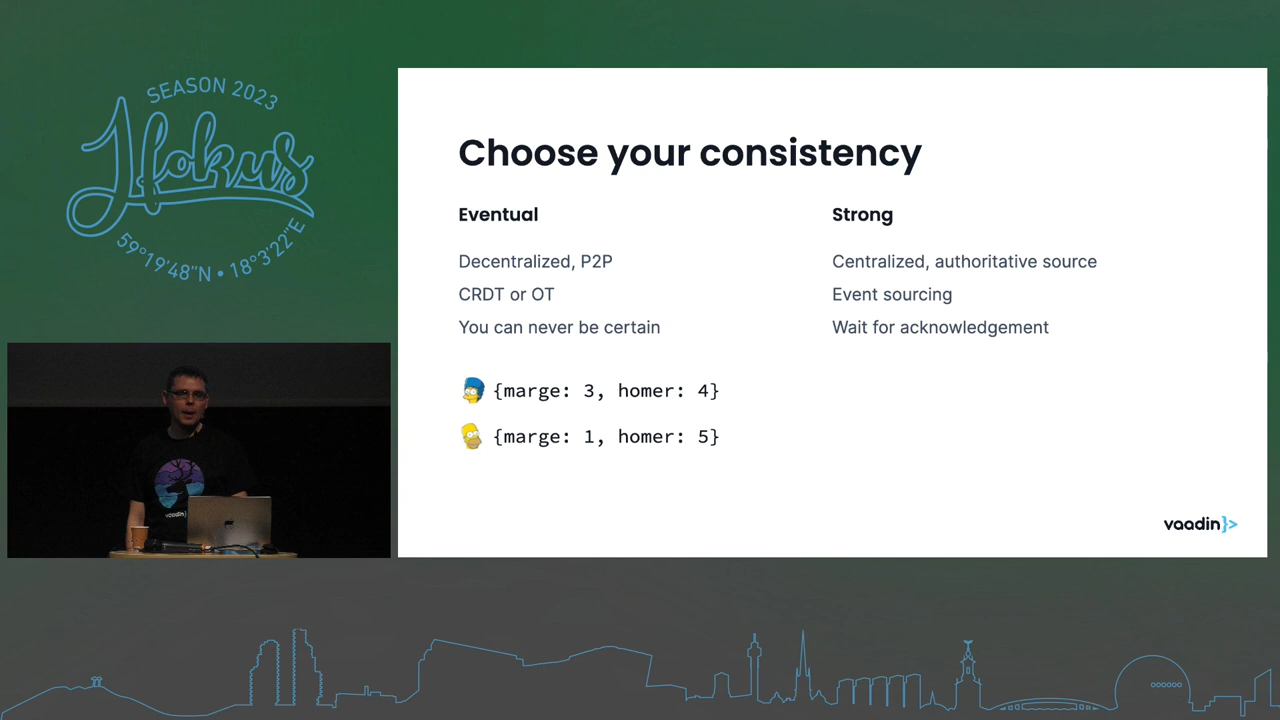 SEASON 2023
Hokus
59°19'48"N • 18°3'22"E
Choose your consistency
Eventual
Strong
Decentralized, P2P
Centralized, authoritative source
CRDT or OT
Event sourcing
You can never be certain
Wait for acknowledgement
{marge: 3, homer: 4}
{marge: 1, homer: 5}
vaadin}>
vaadin}